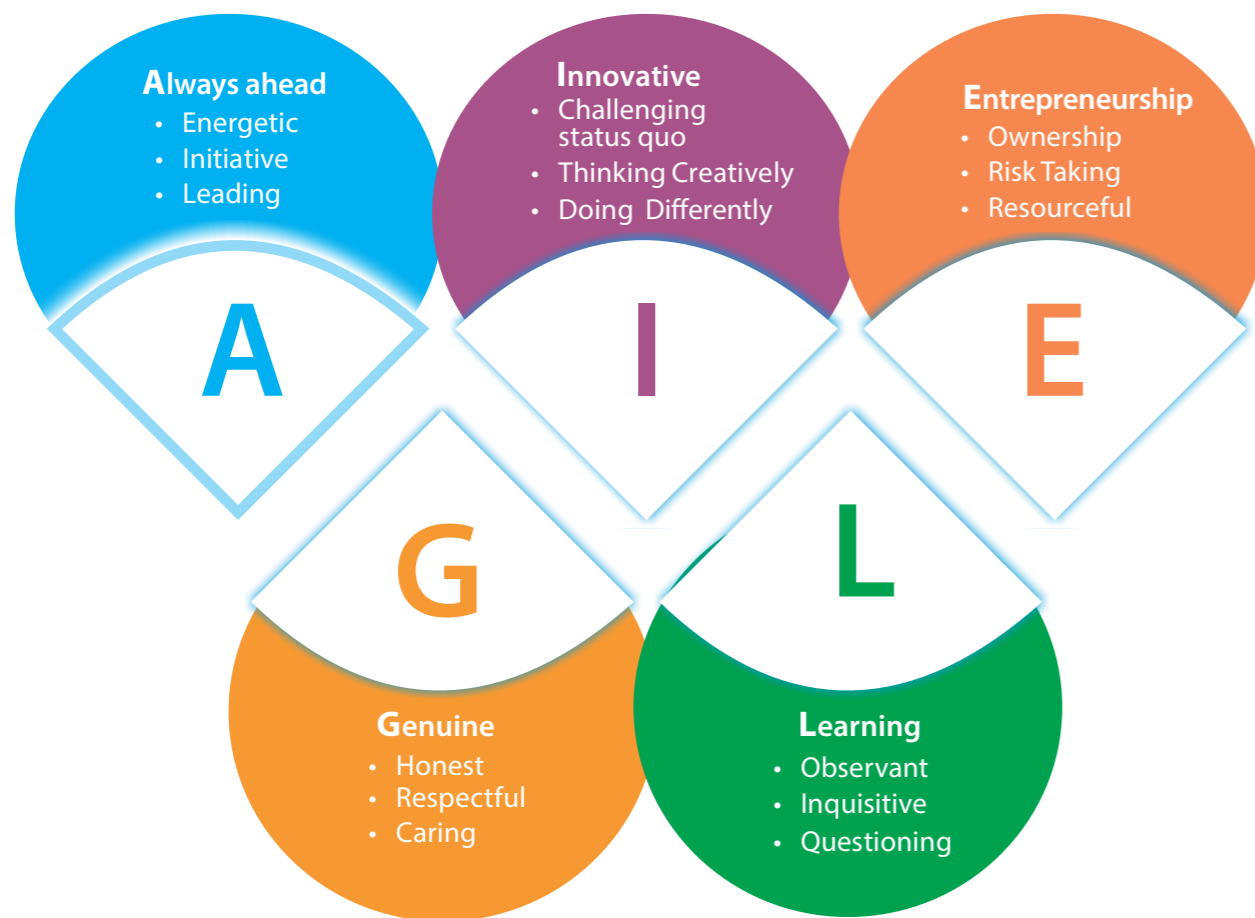 Always ahead
• Energetic
• Initiative
• Leading
A
Innovative
• Challenging
status quo
• Thinking Creatively
• Doing Differently
I
Entrepreneurship
• Ownership
• Risk Taking
• Resourceful
E
G
Genuine
• Honest
• Respectful
• Caring
L
Learning
• Observant
• Inquisitive
• Questioning